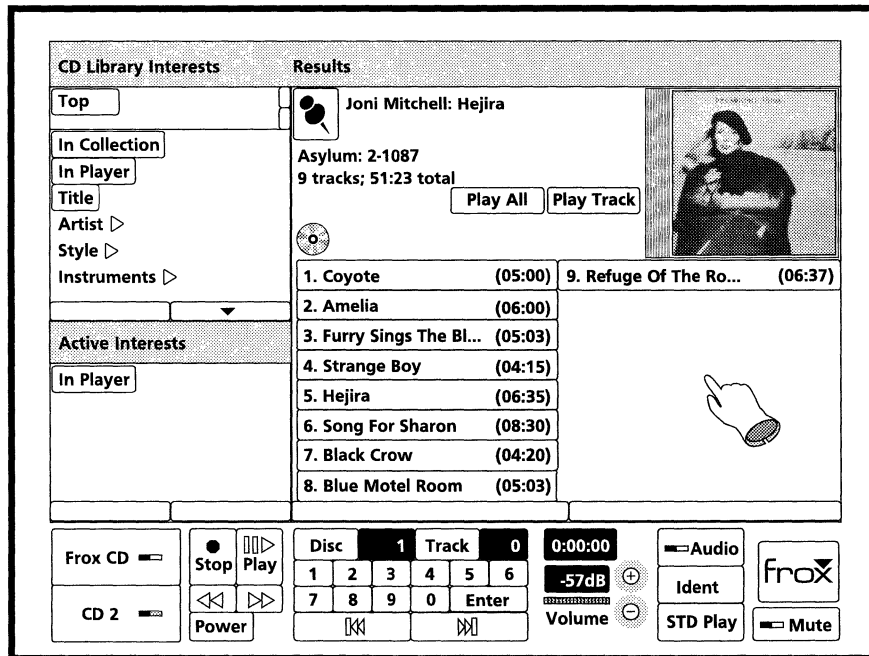 CD Library Interests
Results
Top
In Collection
In Player
Title
Artist
Style
Instruments
Active Interests
In Player
Joni Mitchell: Hejira
Asylum: 2-1087
9 tracks; 51:23 total
Play All Play Track
1. Coyote (05:00)
2. Amelia (06:00)
3. Furry Sings The Bl... (05:03)
4. Strange Boy (04:15)
5. Hejira (06:35)
6. Song For Sharon (08:30)
7. Black Crow (04:20)
8. Blue Motel Room (05:03)
9. Refuge Of The Ro... (06:37)
Frox CD
CD 2
Stop Play
Power
Disc 1 Track 0
1 2 3 4 5 6
7 8 9 0 Enter
0:00:00
-57dB
Volume
Audio
Ident
STD Play
frox
Mute